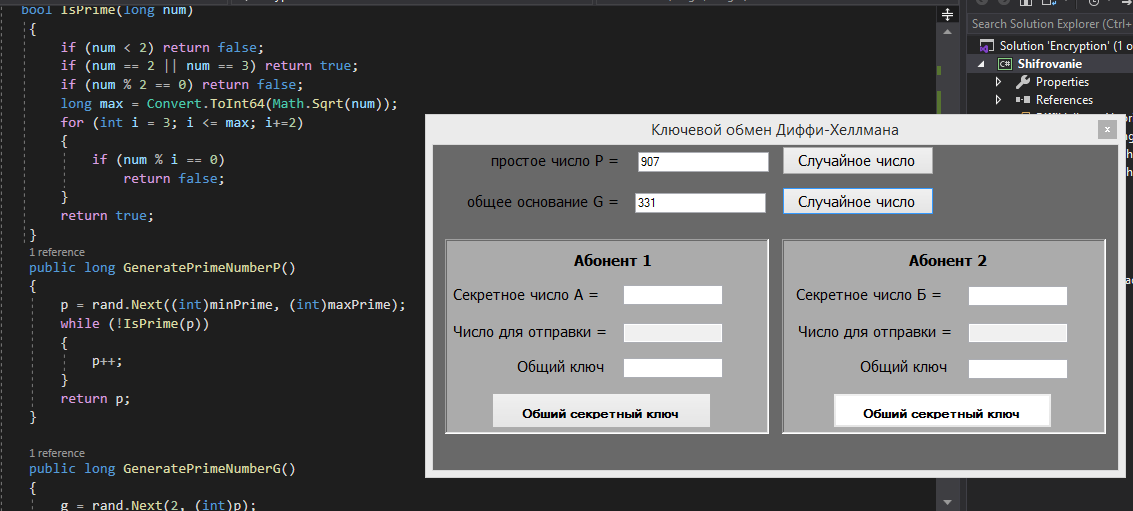 bool IsPrime(long num)
{
if (num < 2) return false;
if (num == 2 || num == 3) return true;
if (num % 2 == 0) return false;
long max = Convert.ToInt64(Math.Sqrt(num));
for (int i = 3; i <= max; i+=2)
{
if (num % i == 0)
return false;
}
return true;
}
1 reference
public long GeneratePrimeNumberP()
{
p = rand.Next((int)minPrime, (int)maxPrime);
while (!IsPrime(p))
{
p++;
}
return p;
}
1 reference
public long GeneratePrimeNumberG()
{
g = rand.Next(2, (int)p);
Ключевой обмен Диффи-Хеллмана
x
простое число P = 907 Случайное число
общее основание G = 331 Случайное число
Абонент 1
Секретное число А =
Число для отправки =
Общий ключ
Обший секретный ключ
Абонент 2
Секретное число Б =
Число для отправки =
Общий ключ
Обший секретный ключ
Search Solution Explorer (Ctrl+
Solution 'Encryption' (1 o
C# Shifrovanie
Properties
References